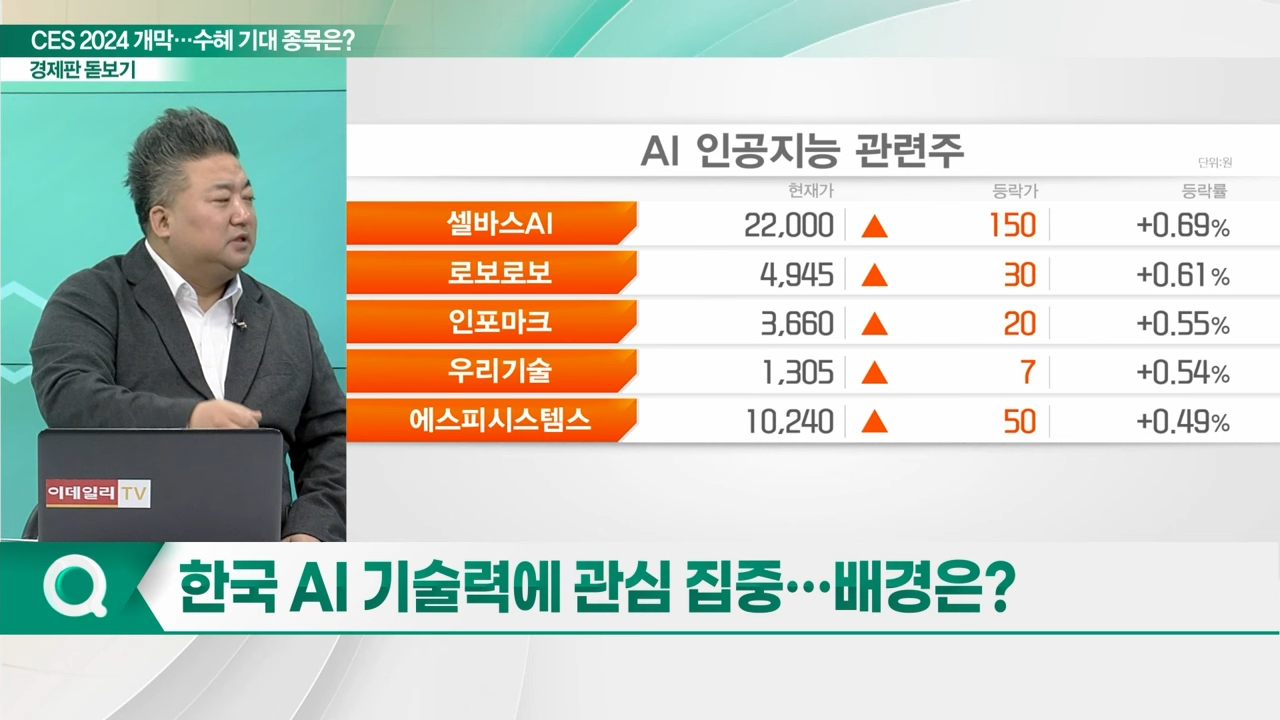 CES 2024 개막…수혜 기대 종목은?
경제판 돋보기
AI 인공지능 관련주
단위:원
현재가 등락가 등락률
셀바스AI 22,000 ▲ 150 +0.69%
로보로보 4,945 ▲ 30 +0.61%
인포마크 3,660 ▲ 20 +0.55%
우리기술 1,305 ▲ 7 +0.54%
에스피시스템스 10,240 ▲ 50 +0.49%
이데일리 TV
Q 한국 AI 기술력에 관심 집중…배경은?